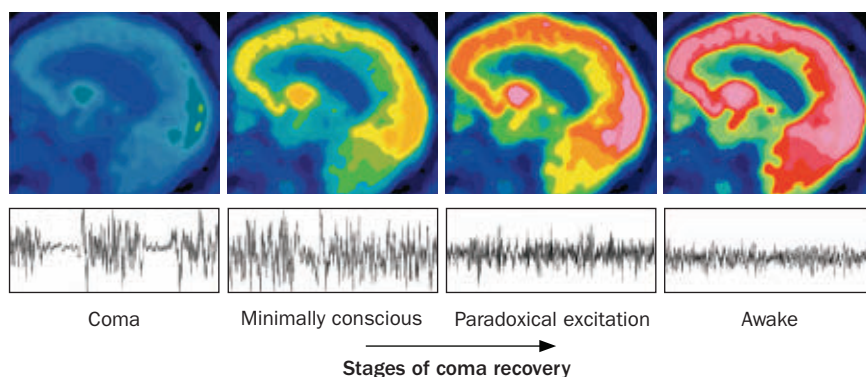 Coma
Minimally conscious
Paradoxical excitation
Awake
Stages of coma recovery